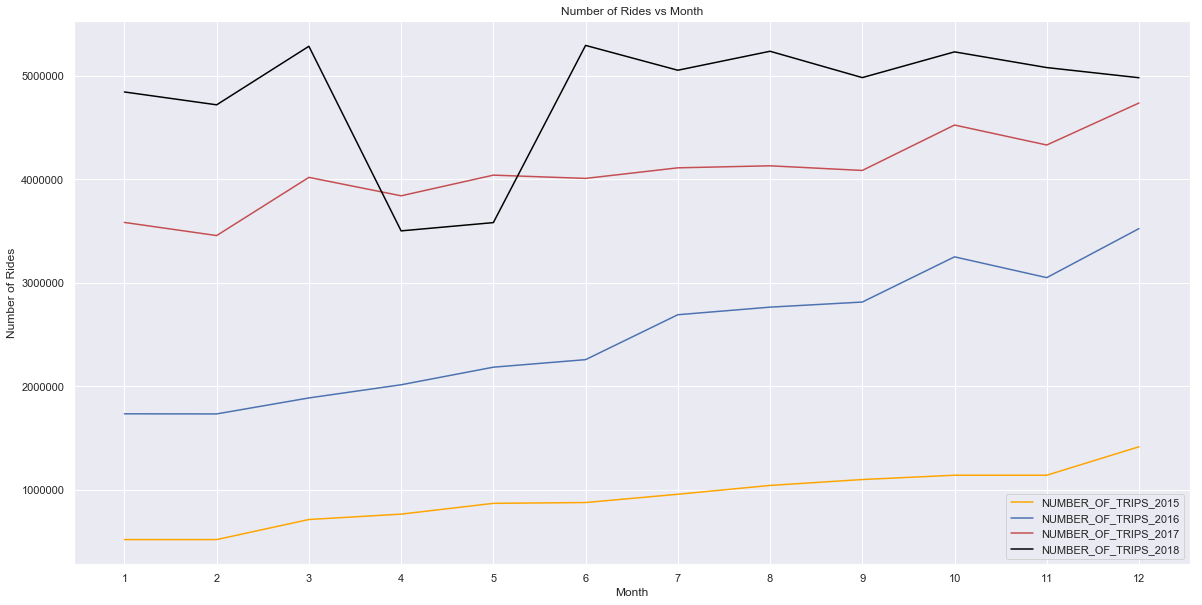 Number of Rides vs Month
Number of Rides
5000000
4000000
3000000
2000000
1000000
1 2 3 4 5 6 7 8 9 10 11 12
Month
NUMBER_OF_TRIPS_2015
NUMBER_OF_TRIPS_2016
NUMBER_OF_TRIPS_2017
NUMBER_OF_TRIPS_2018